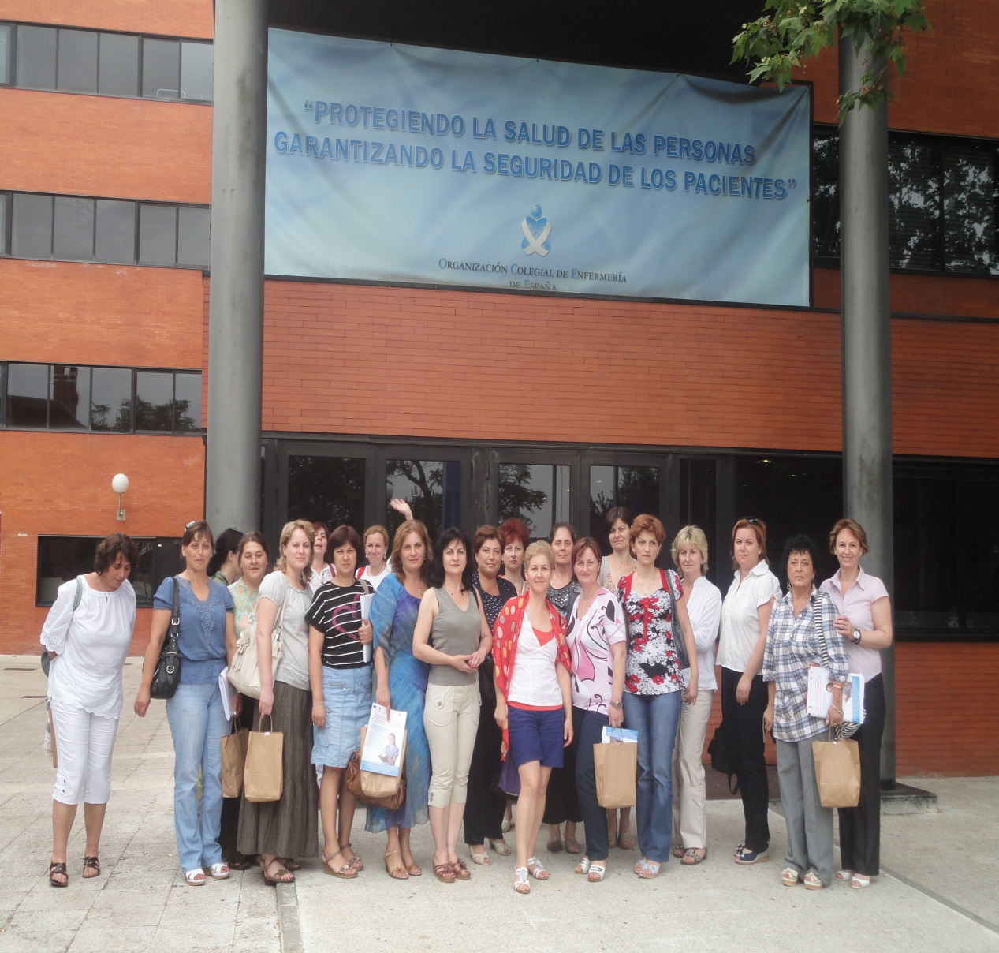 “PROTEGIENDO LA SALUD DE LAS PERSONAS
GARANTIZANDO LA SEGURIDAD DE LOS PACIENTES”
ORGANIZACIÓN COLEGIAL DE ENFERMERÍA
DE ESPAÑA